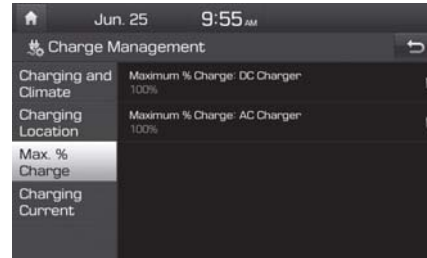 Jun. 25 9:55 AM
Charge Management
Charging and
Climate
Maximum % Charge: DC Charger
100%
Charging
Location
Maximum % Charge: AC Charger
100%
Max. %
Charge
Charging
Current